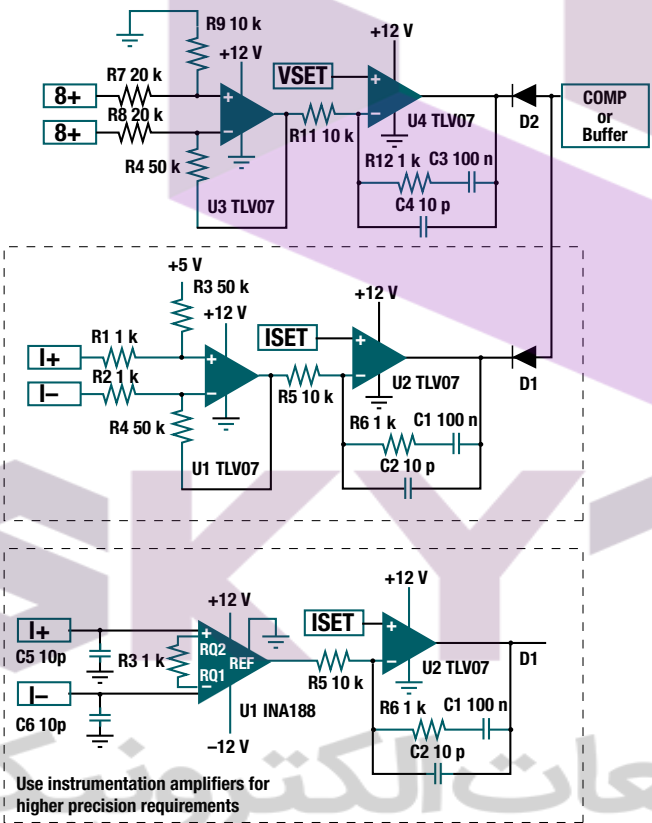 R9 10 k
+12 V
+12 V
R7 20 k
8+
VSET
COMP
or
Buffer
R8 20 k
8+
U4 TLV07
D2
R11 10 k
R4 50 k
R12 1 k
C3 100 n
C4 10 p
U3 TLV07
+5 V
R3 50 k
+12 V
+12 V
ISET
R1 1 k
I+
R2 1 k
I–
U2 TLV07
D1
R5 10 k
R4 50 k
R6 1 k
C1 100 n
C2 10 p
U1 TLV07
+12 V
+12 V
I+
ISET
C5 10p
R3 1 k
RQ2
REF
RQ1
U2 TLV07
D1
R5 10 k
I–
U1 INA188
R6 1 k
C1 100 n
C6 10p
C2 10 p
–12 V
Use instrumentation amplifiers for
higher precision requirements
SKY